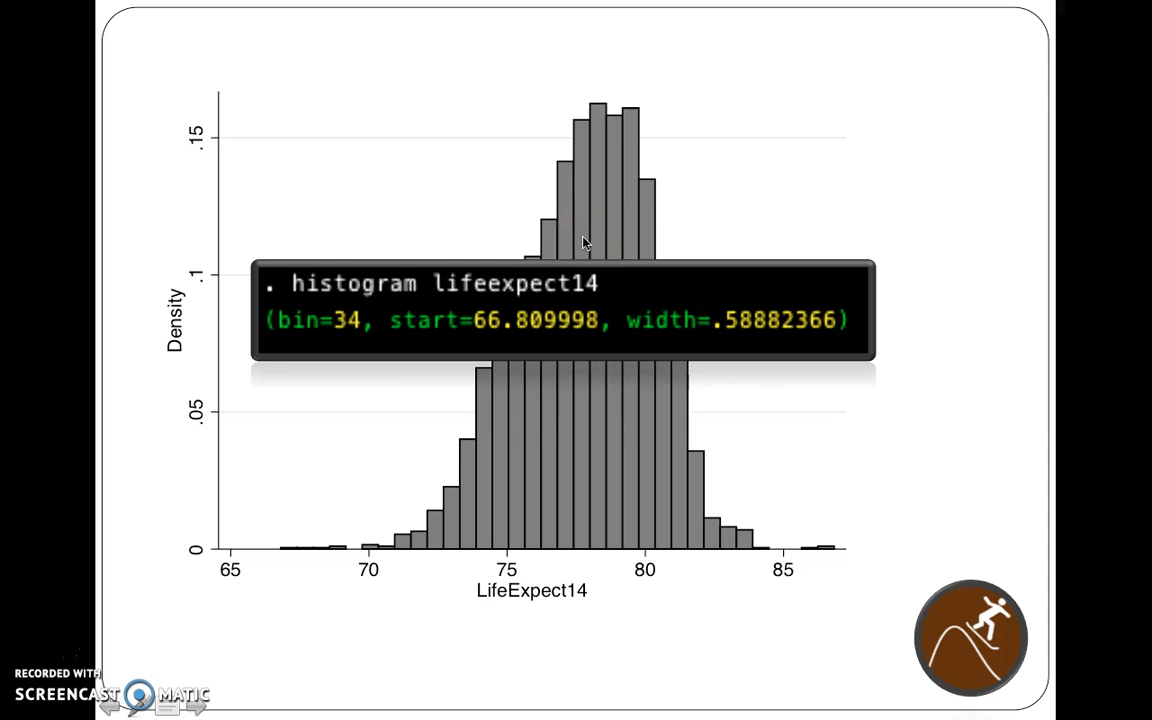 .15
.1
.05
0
Density
. histogram lifeexpect14
(bin=34, start=66.809998, width=.58882366)
65 70 75 80 85
LifeExpect14
RECORDED WITH
SCREENCAST MATIC